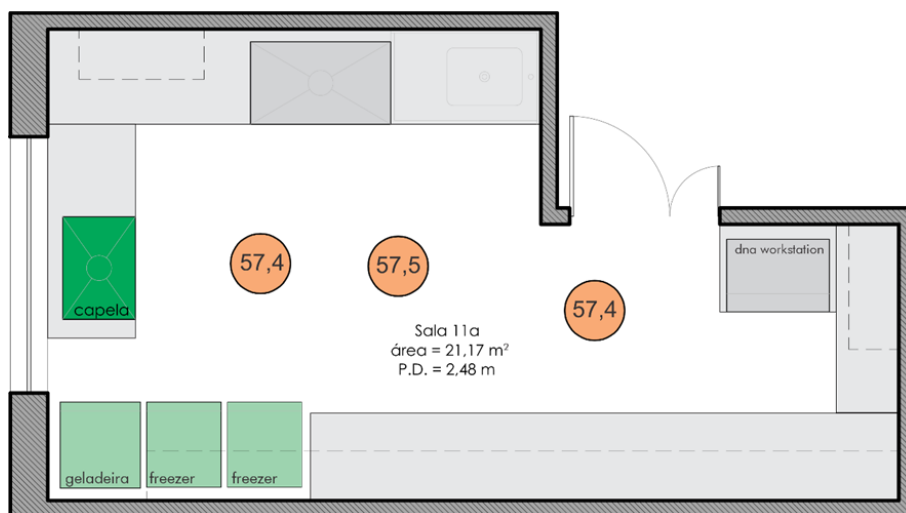 dna workstation
57,4
57,5
57,4
capela
Sala 11a
área = 21,17 m²
P.D. = 2,48 m
geladeira
freezer
freezer